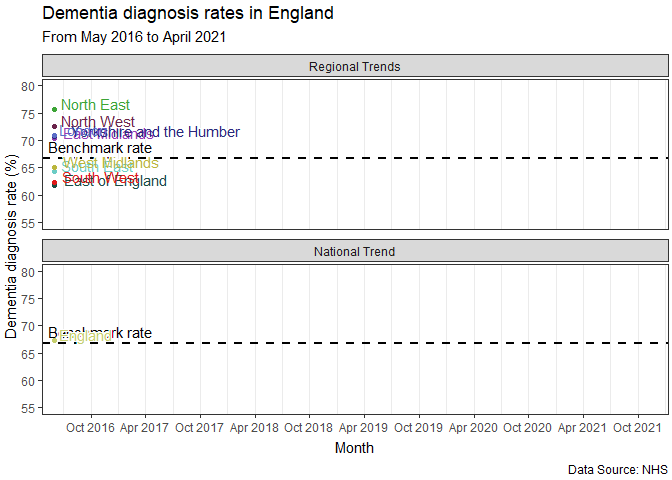 Dementia diagnosis rates in England
From May 2016 to April 2021
Regional Trends
80
75
70
65
60
55
North East
North West
London
Yorkshire and the Humber
East Midlands
Benchmark rate
West Midlands
South East
South West
East of England
Dementia diagnosis rate (%)
National Trend
80
75
70
65
60
55
Benchmark rate
England
Oct 2016 Apr 2017 Oct 2017 Apr 2018 Oct 2018 Apr 2019 Oct 2019 Apr 2020 Oct 2020 Apr 2021 Oct 2021
Month
Data Source: NHS